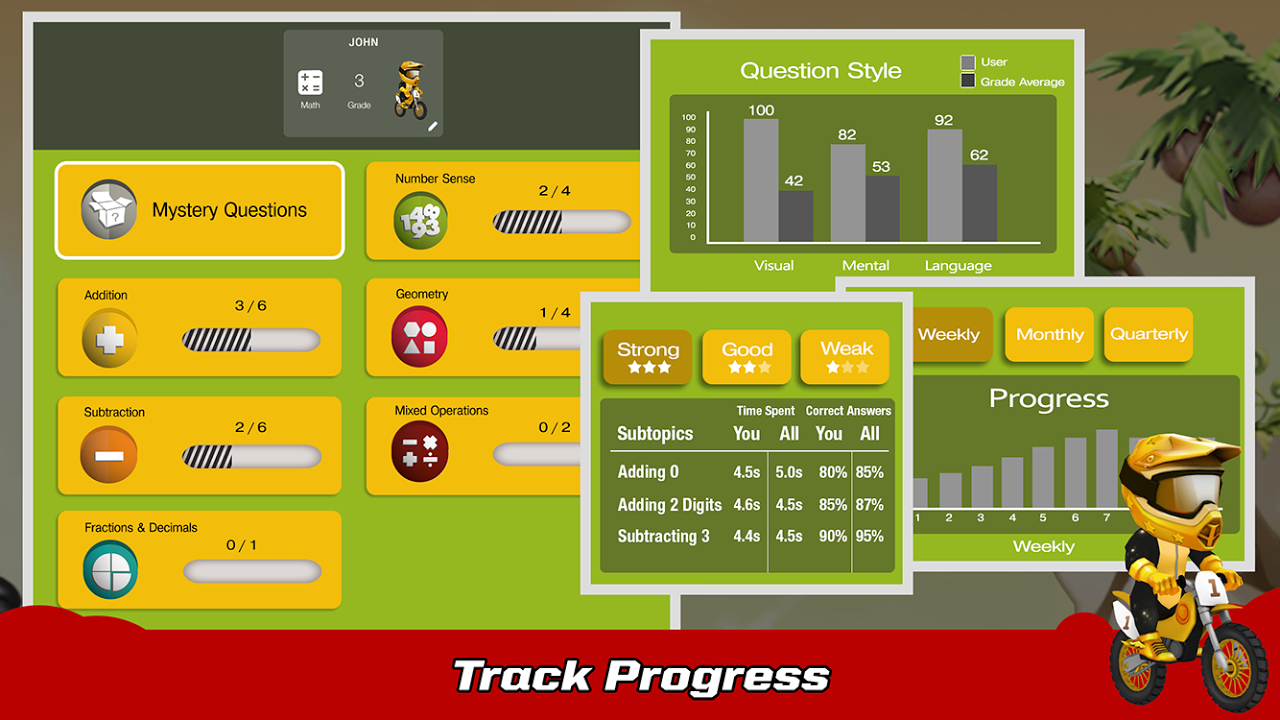 JOHN
3
Math Grade
Mystery Questions
Number Sense
2 / 4
148
193
Addition
3 / 6
Geometry
1 / 4
Subtraction
2 / 6
Mixed Operations
0 / 2
Fractions & Decimals
0 / 1
Question Style
User
Grade Average
100
90
80
70
60
50
40
30
20
10
0
100 42 82 53 92 62
Visual Mental Language
Strong Good Weak
Time Spent Correct Answers
Subtopics You All You All
Adding 0 4.5s 5.0s 80% 85%
Adding 2 Digits 4.6s 4.5s 85% 87%
Subtracting 3 4.4s 4.5s 90% 95%
Weekly Monthly Quarterly
Progress
1 2 3 4 5 6 7
Weekly
1
1
Track Progress